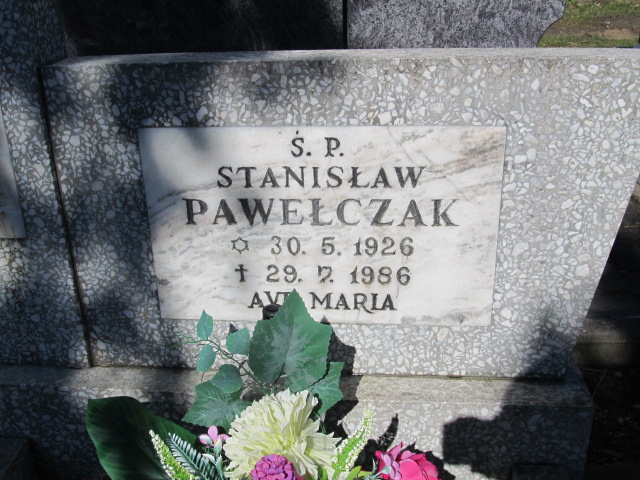 Ś. P.
STANISŁAW
PAWEŁCZAK
✡ 30. 5. 1926
✝ 29. 7. 1986
AVE MARIA